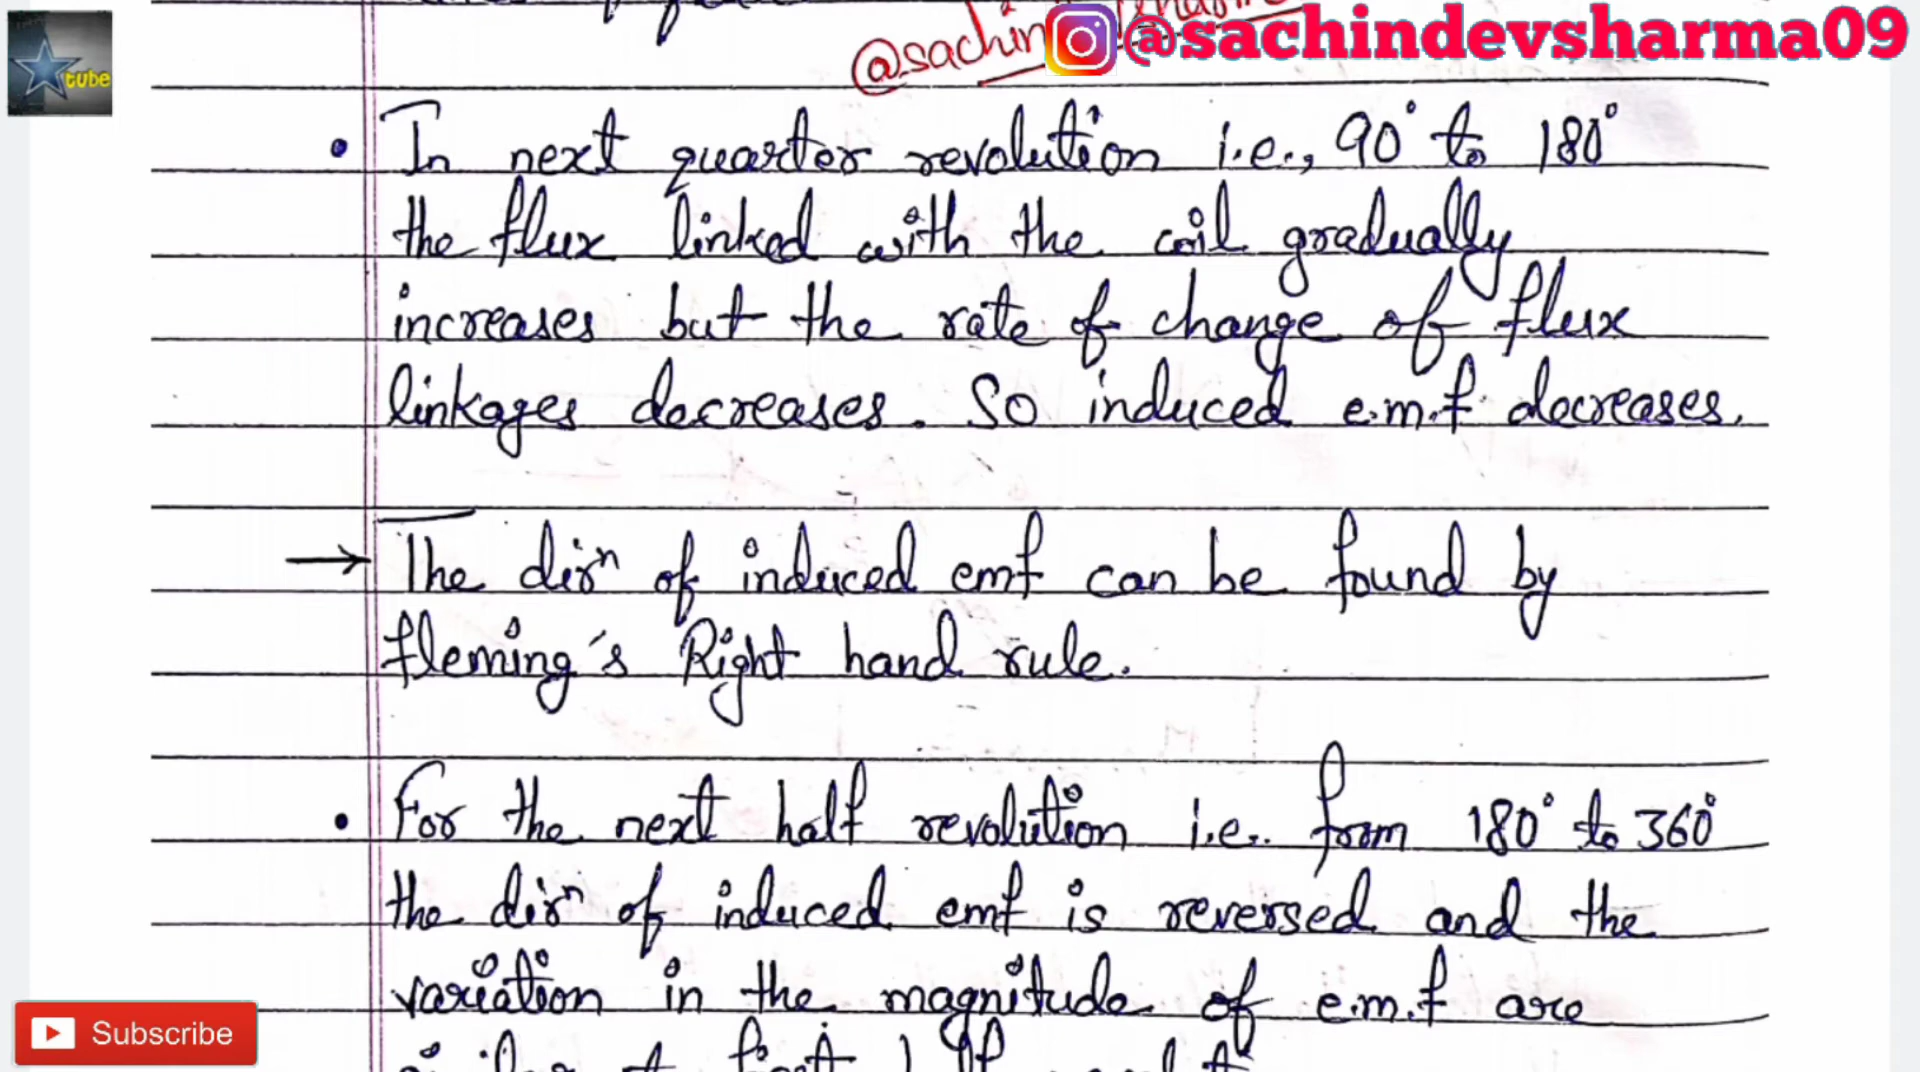 @sachin
@sachindevsharma09
tube
• In next quarter revolution i.e., 90° to 180°
the flux linked with the coil gradually
increases but the rate of change of flux
linkages decreases. So induced e.m.f decreases.
→ The dirⁿ of induced emf can be found by
fleming's Right hand rule.
• For the next half revolution i.e. from 180° to 360°
the dirⁿ of induced emf is reversed and the
variation in the magnitude of e.m.f are
Subscribe